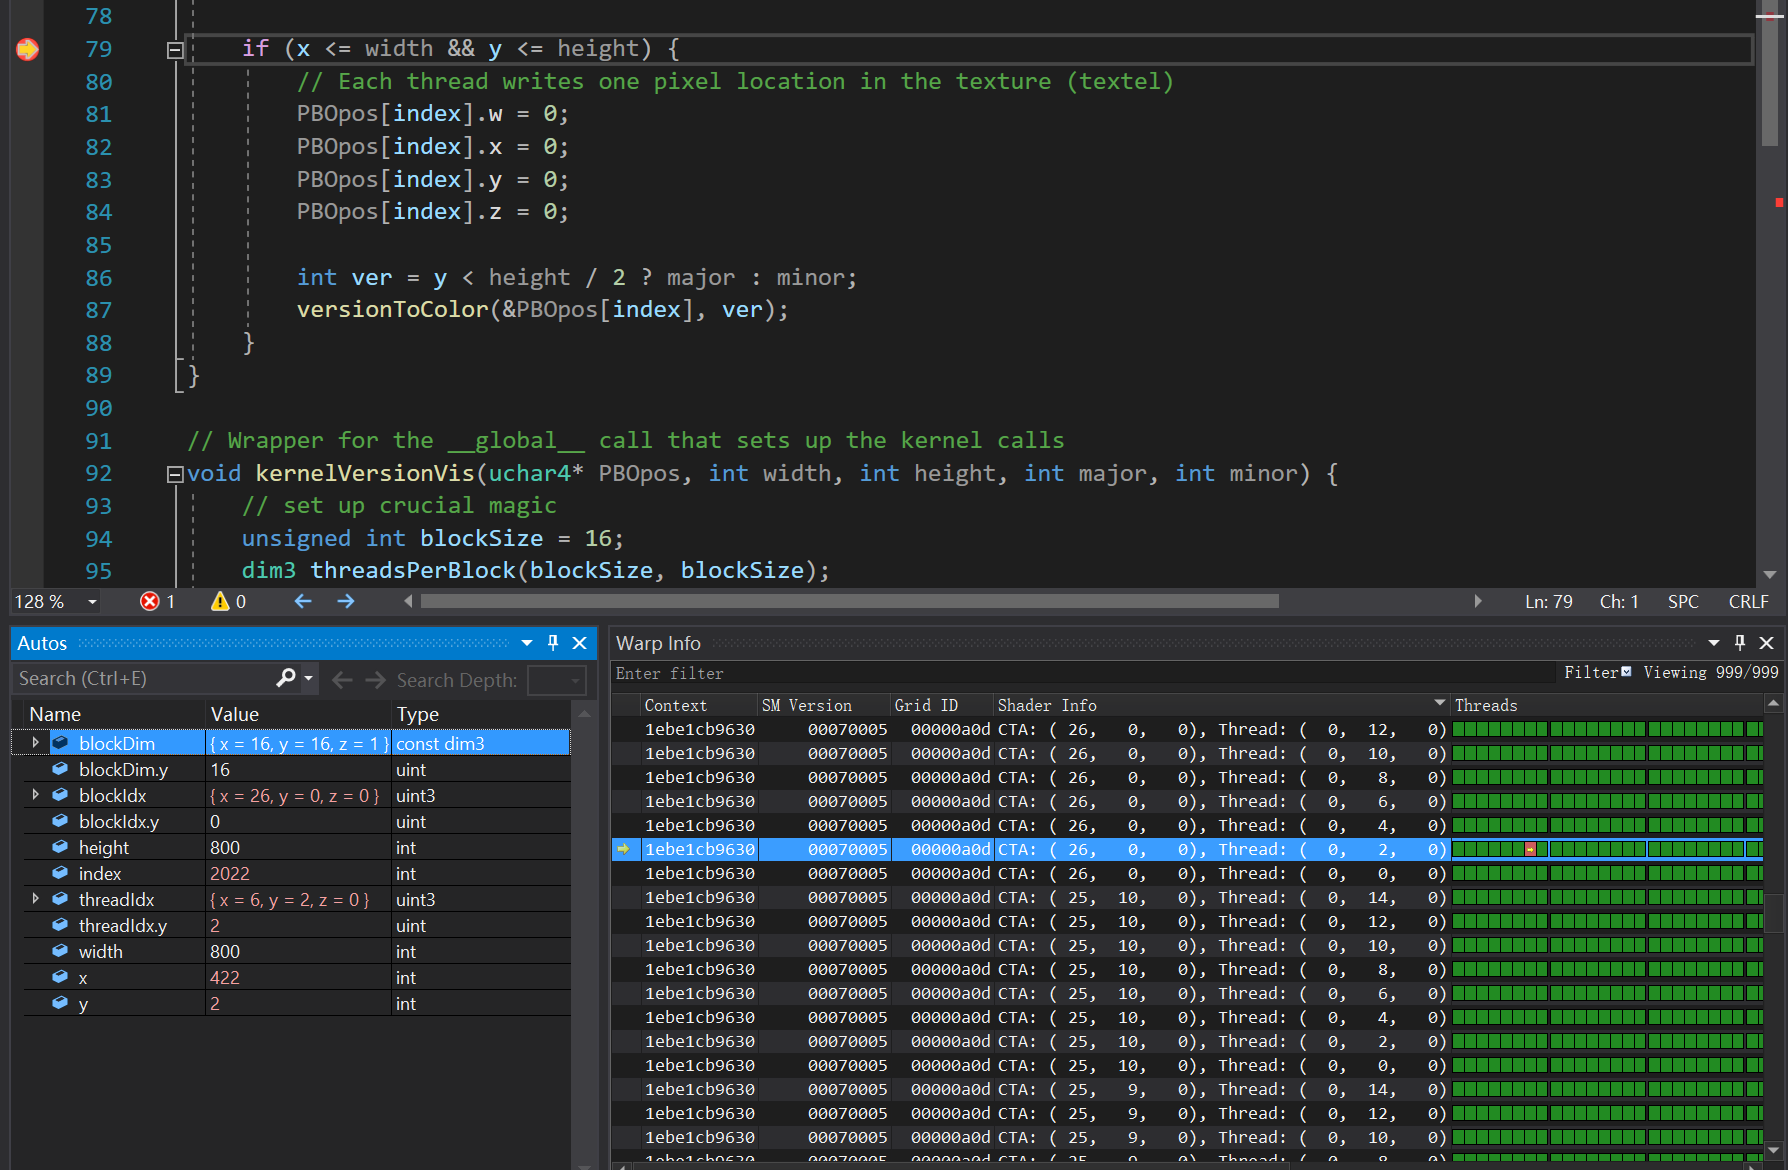 78
79 if (x <= width && y <= height) {
80 // Each thread writes one pixel location in the texture (textel)
81 PBOpos[index].w = 0;
82 PBOpos[index].x = 0;
83 PBOpos[index].y = 0;
84 PBOpos[index].z = 0;
85
86 int ver = y < height / 2 ? major : minor;
87 versionToColor(&PBOpos[index], ver);
88 }
89 }
90
91 // Wrapper for the __global__ call that sets up the kernel calls
92 void kernelVersionVis(uchar4* PBOpos, int width, int height, int major, int minor) {
93 // set up crucial magic
94 unsigned int blockSize = 16;
95 dim3 threadsPerBlock(blockSize, blockSize);
128 % 1 0 Ln: 79 Ch: 1 SPC CRLF
Autos
Search (Ctrl+E) Search Depth:
Name Value Type
blockDim { x = 16, y = 16, z = 1 } const dim3
blockDim.y 16 uint
blockIdx { x = 26, y = 0, z = 0 } uint3
blockIdx.y 0 uint
height 800 int
index 2022 int
threadIdx { x = 6, y = 2, z = 0 } uint3
threadIdx.y 2 uint
width 800 int
x 422 int
y 2 int
Warp Info
Enter filter Filter Viewing 999/999
Context SM Version Grid ID Shader Info Threads
1ebe1cb9630 00070005 00000a0d CTA: ( 26, 0, 0), Thread: ( 0, 12, 0)
1ebe1cb9630 00070005 00000a0d CTA: ( 26, 0, 0), Thread: ( 0, 10, 0)
1ebe1cb9630 00070005 00000a0d CTA: ( 26, 0, 0), Thread: ( 0, 8, 0)
1ebe1cb9630 00070005 00000a0d CTA: ( 26, 0, 0), Thread: ( 0, 6, 0)
1ebe1cb9630 00070005 00000a0d CTA: ( 26, 0, 0), Thread: ( 0, 4, 0)
1ebe1cb9630 00070005 00000a0d CTA: ( 26, 0, 0), Thread: ( 0, 2, 0)
1ebe1cb9630 00070005 00000a0d CTA: ( 26, 0, 0), Thread: ( 0, 0, 0)
1ebe1cb9630 00070005 00000a0d CTA: ( 25, 10, 0), Thread: ( 0, 14, 0)
1ebe1cb9630 00070005 00000a0d CTA: ( 25, 10, 0), Thread: ( 0, 12, 0)
1ebe1cb9630 00070005 00000a0d CTA: ( 25, 10, 0), Thread: ( 0, 10, 0)
1ebe1cb9630 00070005 00000a0d CTA: ( 25, 10, 0), Thread: ( 0, 8, 0)
1ebe1cb9630 00070005 00000a0d CTA: ( 25, 10, 0), Thread: ( 0, 6, 0)
1ebe1cb9630 00070005 00000a0d CTA: ( 25, 10, 0), Thread: ( 0, 4, 0)
1ebe1cb9630 00070005 00000a0d CTA: ( 25, 10, 0), Thread: ( 0, 2, 0)
1ebe1cb9630 00070005 00000a0d CTA: ( 25, 10, 0), Thread: ( 0, 0, 0)
1ebe1cb9630 00070005 00000a0d CTA: ( 25, 9, 0), Thread: ( 0, 14, 0)
1ebe1cb9630 00070005 00000a0d CTA: ( 25, 9, 0), Thread: ( 0, 12, 0)
1ebe1cb9630 00070005 00000a0d CTA: ( 25, 9, 0), Thread: ( 0, 10, 0)